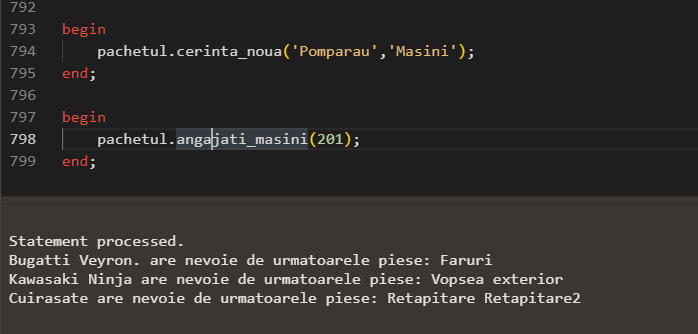 792
793 begin
794 pachetul.cerinta_noua('Pomparau','Masini');
795 end;
796
797 begin
798 pachetul.angajati_masini(201);
799 end;
Statement processed.
Bugatti Veyron. are nevoie de urmatoarele piese: Faruri
Kawasaki Ninja are nevoie de urmatoarele piese: Vopsea exterior
Cuirasate are nevoie de urmatoarele piese: Retapitare Retapitare2